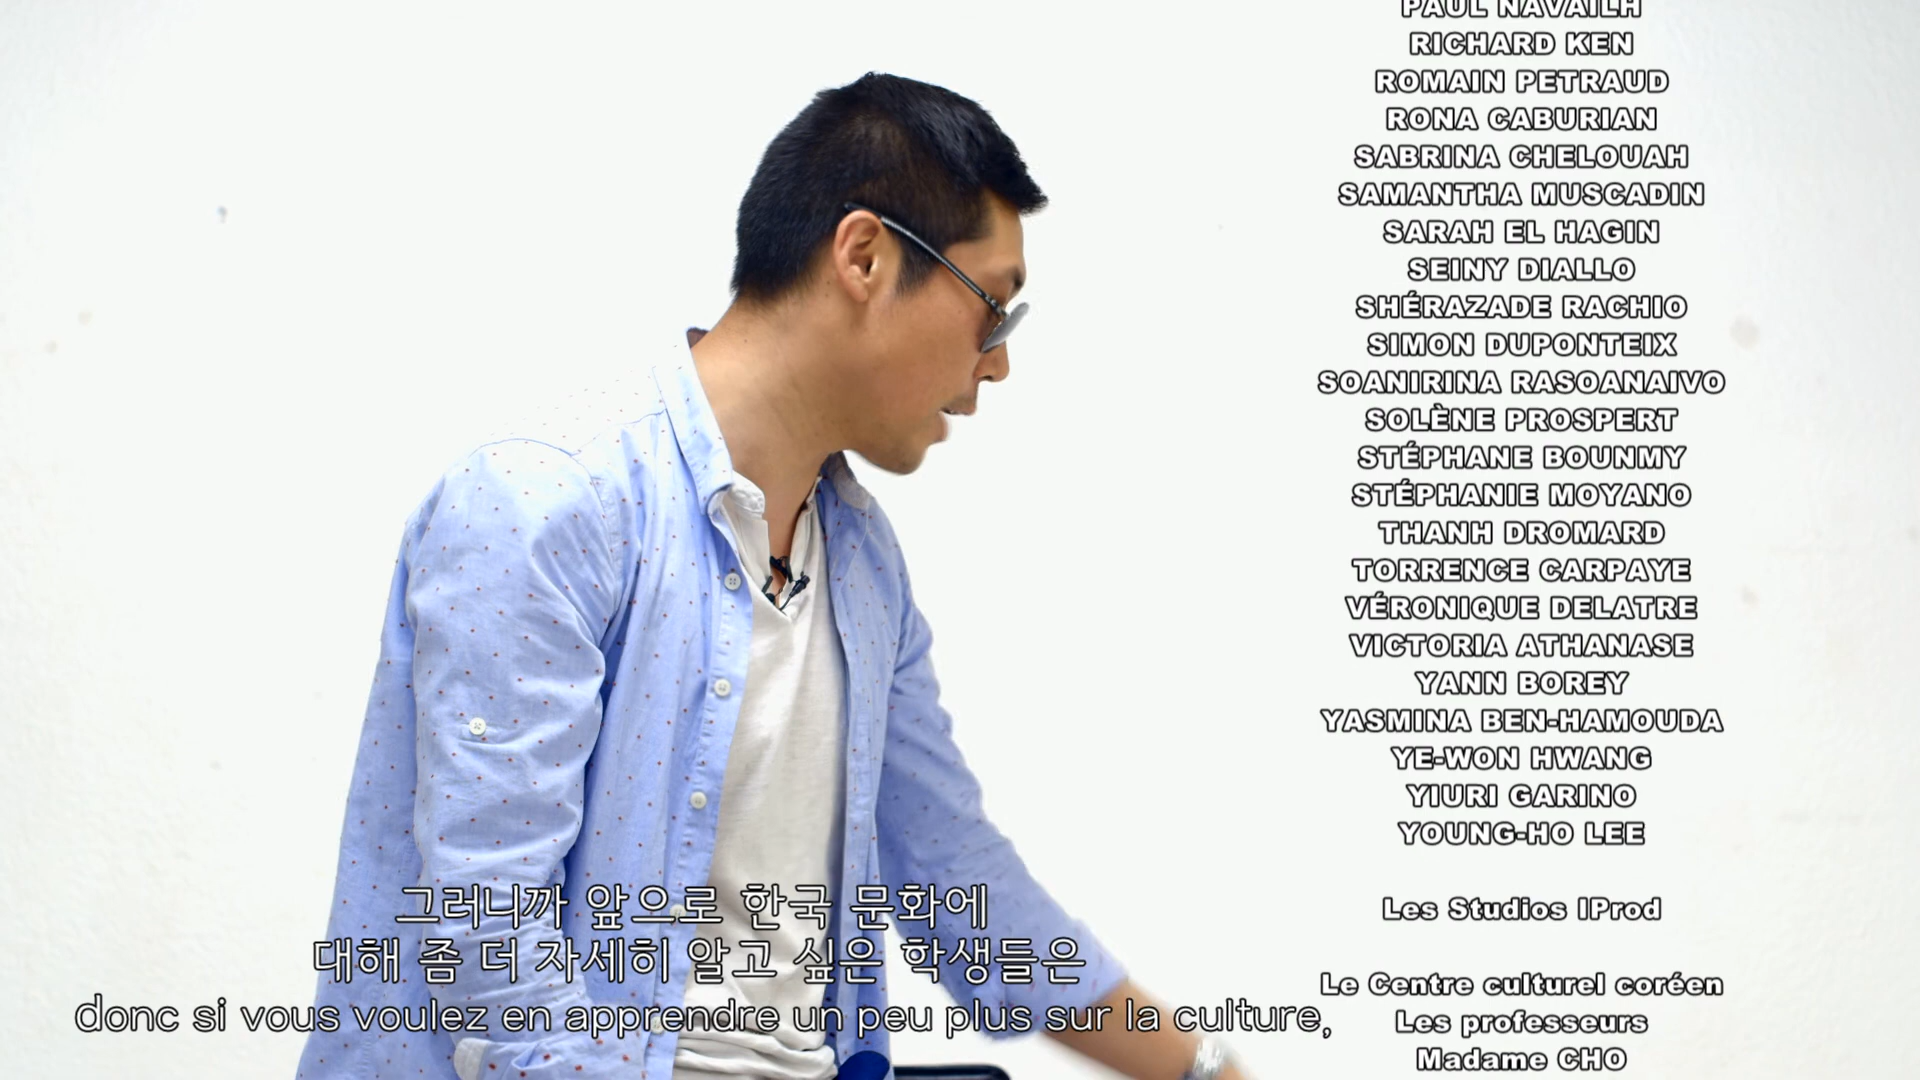 PAUL NAVAILH
RICHARD KEN
ROMAIN PETRAUD
RONA CABURIAN
SABRINA CHELOUAH
SAMANTHA MUSCADIN
SARAH EL HAGIN
SEINY DIALLO
SHÉRAZADE RACHIO
SIMON DUPONTEIX
SOANIRINA RASOANAIVO
SOLÈNE PROSPERT
STÉPHANE BOUNMY
STÉPHANIE MOYANO
THANH DROMARD
TORRENCE CARPAYE
VÉRONIQUE DELATRE
VICTORIA ATHANASE
YANN BOREY
YASMINA BEN-HAMOUDA
YE-WON HWANG
YIURI GARINO
YOUNG-HO LEE
Les Studios IProd
Le Centre culturel coréen
Les professeurs
Madame CHO
그러니까 앞으로 한국 문화에
대해 좀 더 자세히 알고 싶은 학생들은
donc si vous voulez en apprendre un peu plus sur la culture,